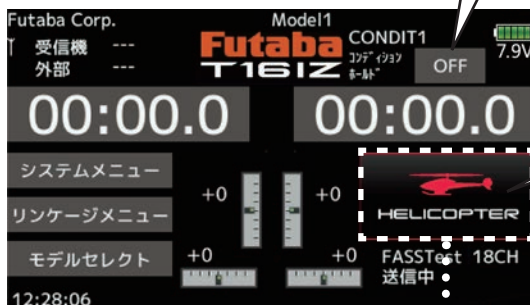 Futaba Corp.
Model1
受信機 ---
外部 ---
Futaba
T16IZ
CONDIT1
ｺﾝﾃﾞｨｼｮﾝ
ﾎｰﾙﾄﾞ
OFF
7.9V
00:00.0
00:00.0
システムメニュー
リンケージメニュー
モデルセレクト
+0
+0
+0
+0
HELICOPTER
FASSTest 18CH
送信中
12:28:06